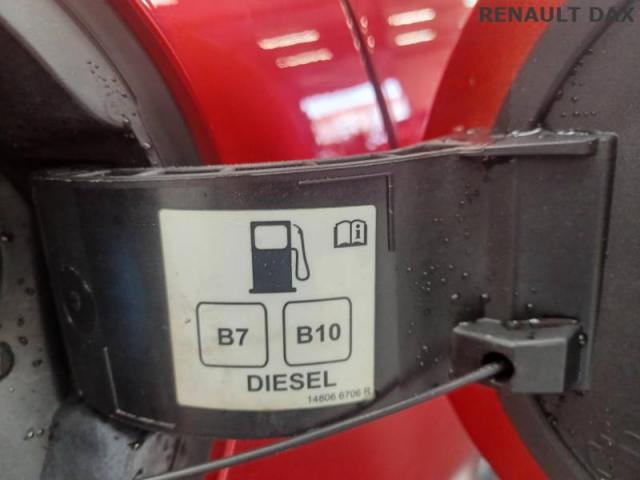 RENAULT DAX
i
B7 B10
DIESEL
14806 6706 R